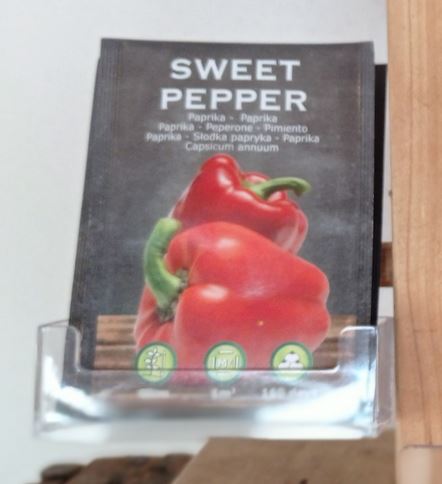 SWEET
PEPPER
Paprika - Paprika
Paprika - Peperone - Pimiento
Paprika - Słodka papryka - Paprika
Capsicum annuum